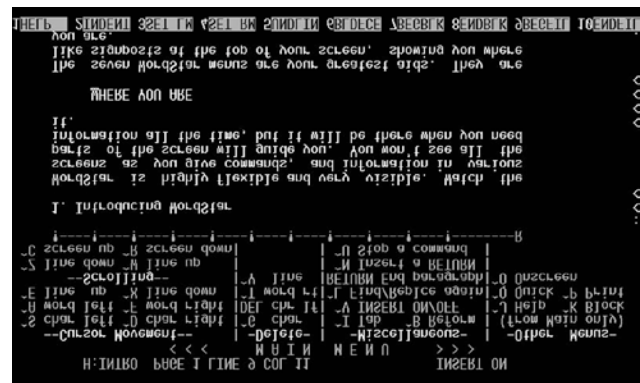 H:INTRO PAGE 1 LINE 9 COL 11 INSERT ON
< < < M A I N M E N U > > >
--Cursor Movement-- | -Delete- | -Miscellaneous- | -Other Menus-
^S char left ^D char right |^G char | ^I Tab ^B Reform | (from Main only)
^A word left ^F word right |DEL chr lf| ^V INSERT ON/OFF |^J Help ^K Block
^E line up ^X line down |^T word rt|^L Find/Replce again|^Q Quick ^P Print
--Scrolling-- |^Y line |RETURN End paragraph|^O Onscreen
^Z line down ^W line up | | ^N Insert a RETURN |
^C screen up ^R screen down| | ^U Stop a command |
L----!----!----!----!----!----!----!----!----!--------R
1. Introducing WordStar
WordStar is highly flexible and very visible. Watch the
screens as you give commands, and information in various
parts of the screen will guide you. You won't see all the
information all the time, but it will be there when you need
it.
WHERE YOU ARE
The seven WordStar menus are your greatest aids. They are
like signposts at the top of your screen, showing you where
you are.
1HELP 2INDENT 3SET LM 4SET RM 5UNDLIN 6BLDFCE 7BEGBLK 8ENDBLK 9BEGFIL 10ENDFIL